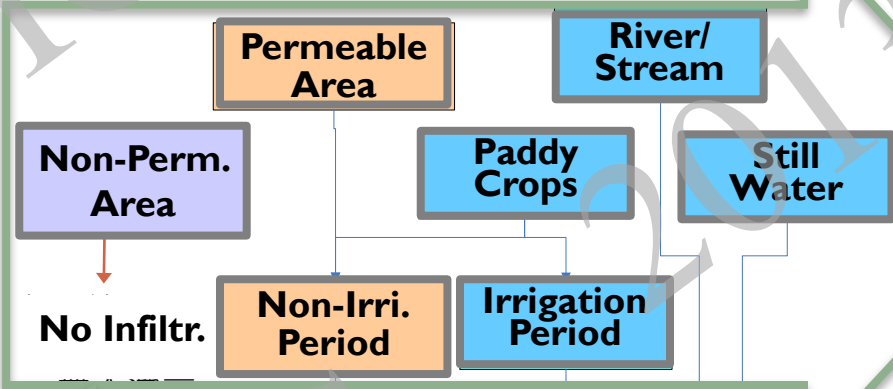 Permeable
Area
River/
Stream
Non-Perm.
Area
Paddy
Crops
Still
Water
No Infiltr.
Non-Irri.
Period
Irrigation
Period